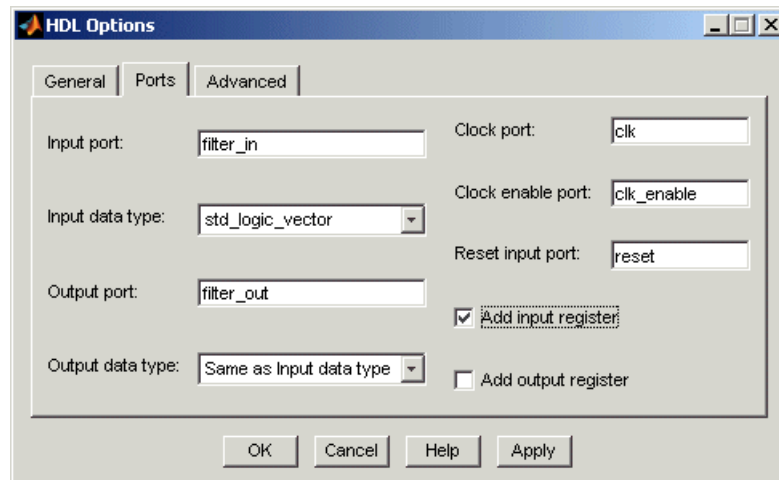 HDL Options
General
Ports
Advanced
Input port:
filter_in
Input data type:
std_logic_vector
Output port:
filter_out
Output data type:
Same as Input data type
Clock port:
clk
Clock enable port:
clk_enable
Reset input port:
reset
Add input register
Add output register
OK
Cancel
Help
Apply